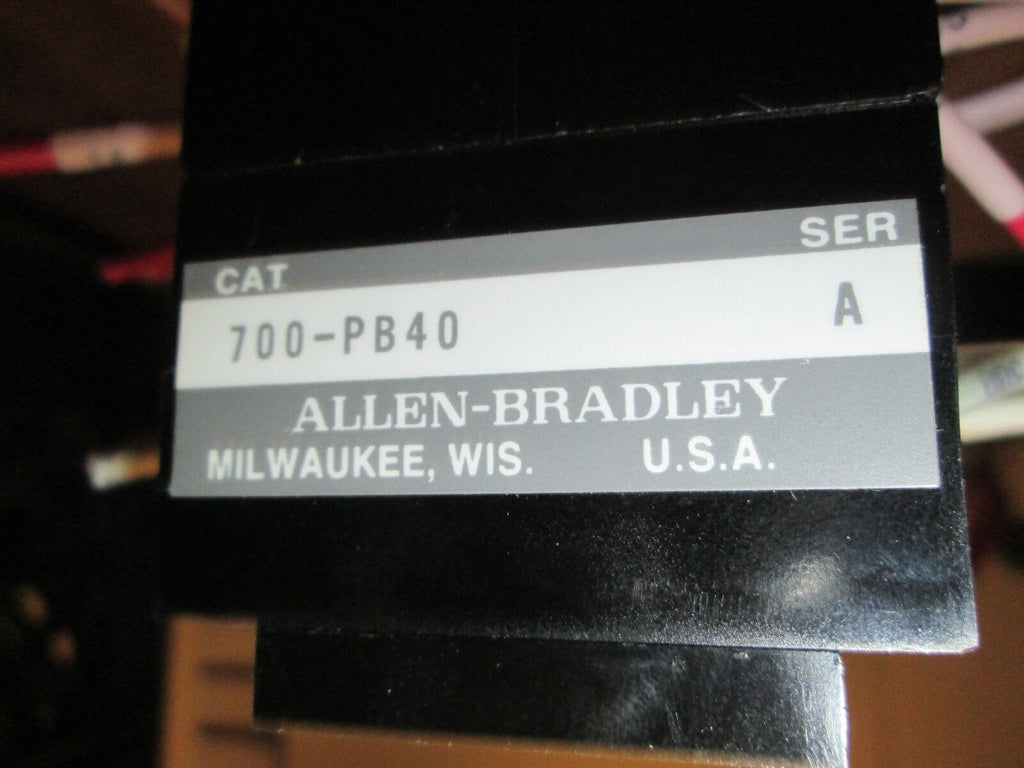 CAT SER
700-PB40 A
ALLEN-BRADLEY
MILWAUKEE, WIS. U.S.A.